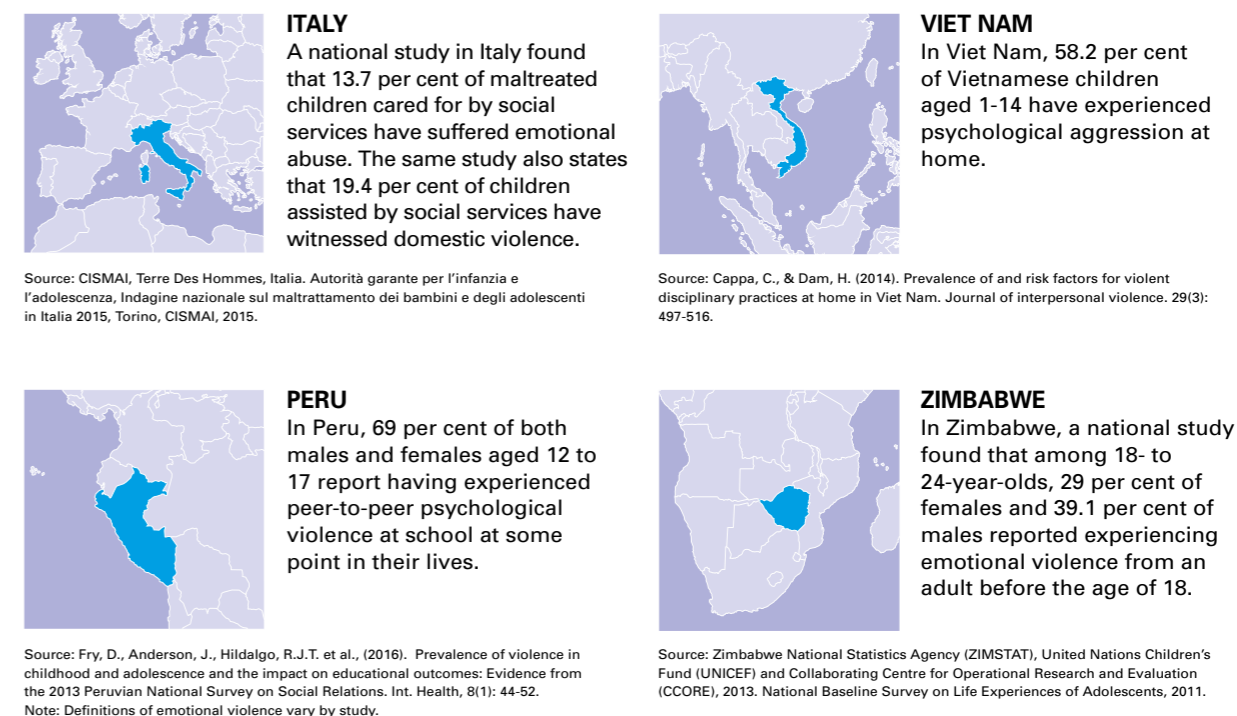 ITALY
A national study in Italy found
that 13.7 per cent of maltreated
children cared for by social
services have suffered emotional
abuse. The same study also states
that 19.4 per cent of children
assisted by social services have
witnessed domestic violence.
Source: CISMAI, Terre Des Hommes, Italia. Autorità garante per l’infanzia e
l’adolescenza, Indagine nazionale sul maltrattamento dei bambini e degli adolescenti
in Italia 2015, Torino, CISMAI, 2015.
VIET NAM
In Viet Nam, 58.2 per cent
of Vietnamese children
aged 1-14 have experienced
psychological aggression at
home.
Source: Cappa, C., & Dam, H. (2014). Prevalence of and risk factors for violent
disciplinary practices at home in Viet Nam. Journal of interpersonal violence. 29(3):
497-516.
PERU
In Peru, 69 per cent of both
males and females aged 12 to
17 report having experienced
peer-to-peer psychological
violence at school at some
point in their lives.
Source: Fry, D., Anderson, J., Hildalgo, R.J.T. et al., (2016). Prevalence of violence in
childhood and adolescence and the impact on educational outcomes: Evidence from
the 2013 Peruvian National Survey on Social Relations. Int. Health, 8(1): 44-52.
Note: Definitions of emotional violence vary by study.
ZIMBABWE
In Zimbabwe, a national study
found that among 18- to
24-year-olds, 29 per cent of
females and 39.1 per cent of
males reported experiencing
emotional violence from an
adult before the age of 18.
Source: Zimbabwe National Statistics Agency (ZIMSTAT), United Nations Children’s
Fund (UNICEF) and Collaborating Centre for Operational Research and Evaluation
(CCORE), 2013. National Baseline Survey on Life Experiences of Adolescents, 2011.